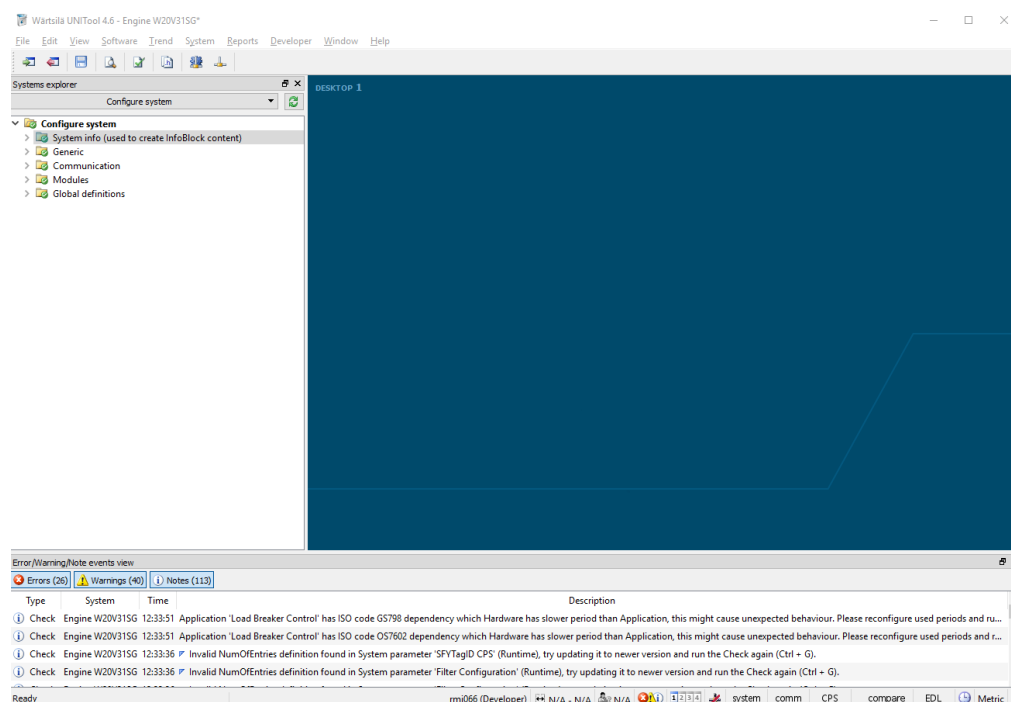 Wärtsilä UNITool 4.6 - Engine W20V31SG*
File Edit View Software Trend System Reports Developer Window Help
Systems explorer
Configure system
Configure system
System info (used to create InfoBlock content)
Generic
Communication
Modules
Global definitions
DESKTOP 1
Error/Warning/Note events view
Errors (26) Warnings (40) Notes (113)
Type System Time Description
Check Engine W20V31SG 12:33:51 Application 'Load Breaker Control' has ISO code GS798 dependency which Hardware has slower period than Application, this might cause unexpected behaviour. Please reconfigure used periods and ru...
Check Engine W20V31SG 12:33:51 Application 'Load Breaker Control' has ISO code OS7602 dependency which Hardware has slower period than Application, this might cause unexpected behaviour. Please reconfigure used periods and r...
Check Engine W20V31SG 12:33:36 Invalid NumOfEntries definition found in System parameter 'SFYTagID CPS' (Runtime), try updating it to newer version and run the Check again (Ctrl + G).
Check Engine W20V31SG 12:33:36 Invalid NumOfEntries definition found in System parameter 'Filter Configuration' (Runtime), try updating it to newer version and run the Check again (Ctrl + G).
Ready rmi066 (Developer) N/A - N/A N/A 1 2 3 4 system comm CPS compare EDL Metric